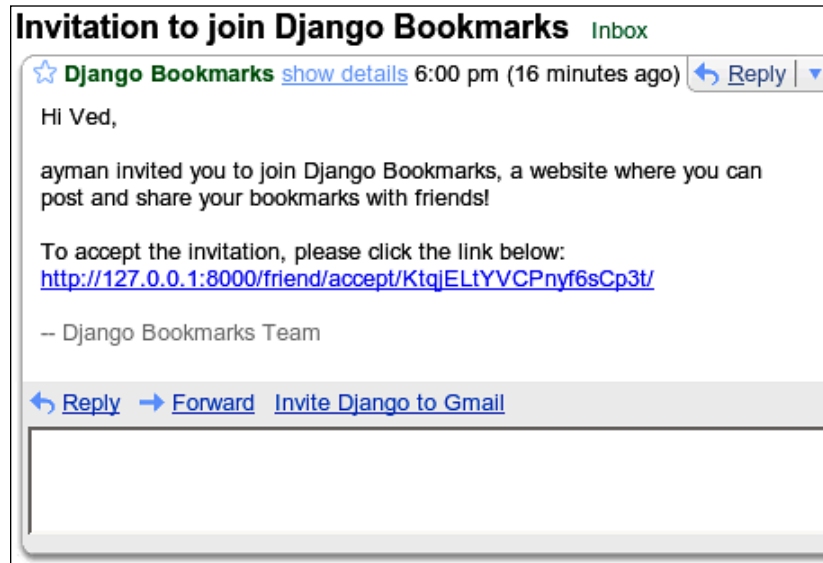 Invitation to join Django Bookmarks Inbox
Django Bookmarks show details 6:00 pm (16 minutes ago) Reply
Hi Ved,
ayman invited you to join Django Bookmarks, a website where you can
post and share your bookmarks with friends!
To accept the invitation, please click the link below:
http://127.0.0.1:8000/friend/accept/KtqjELtYVCPnyf6sCp3t/
-- Django Bookmarks Team
Reply Forward Invite Django to Gmail